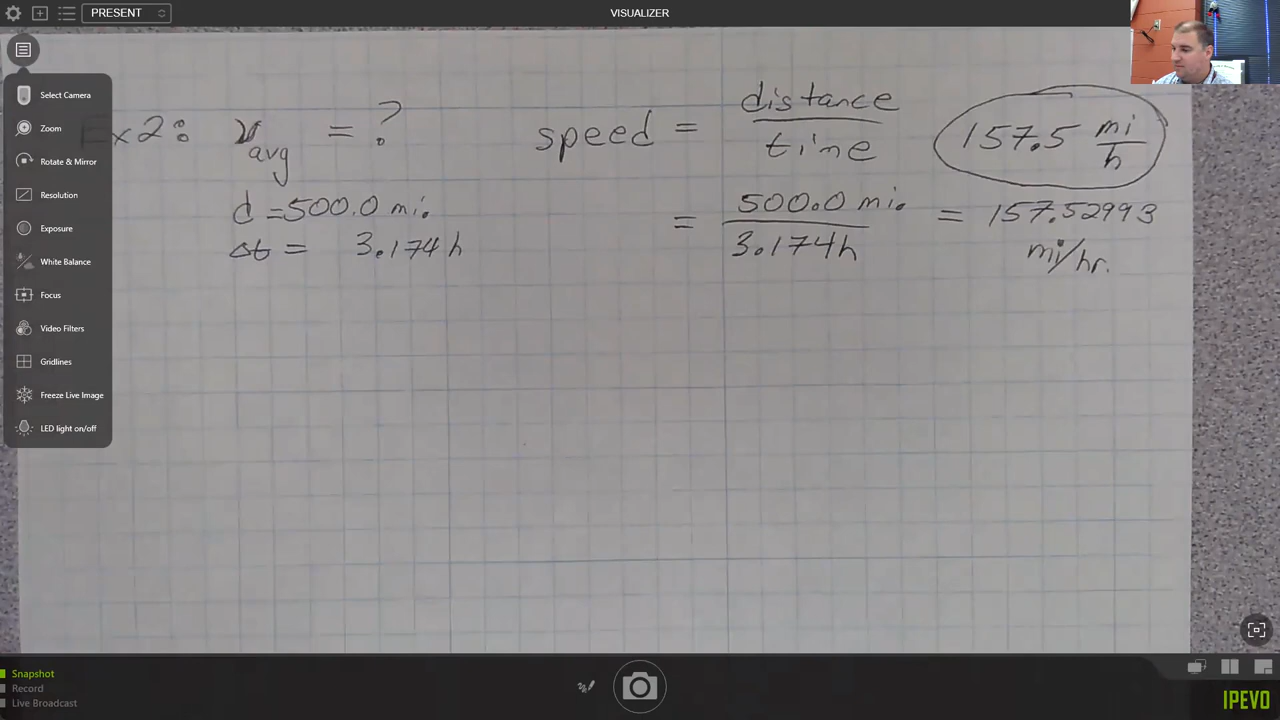 PRESENT
VISUALIZER
Select Camera
Zoom
Rotate & Mirror
Resolution
Exposure
White Balance
Focus
Video Filters
Gridlines
Freeze Live Image
LED light on/off
Ex2: v avg = ?
d = 500.0 mi.
Δt = 3.174 h
speed = distance / time
= 500.0 mi. / 3.174h = 157.52993 mi/hr.
157.5 mi/h
Snapshot
Record
Live Broadcast
IPEVO